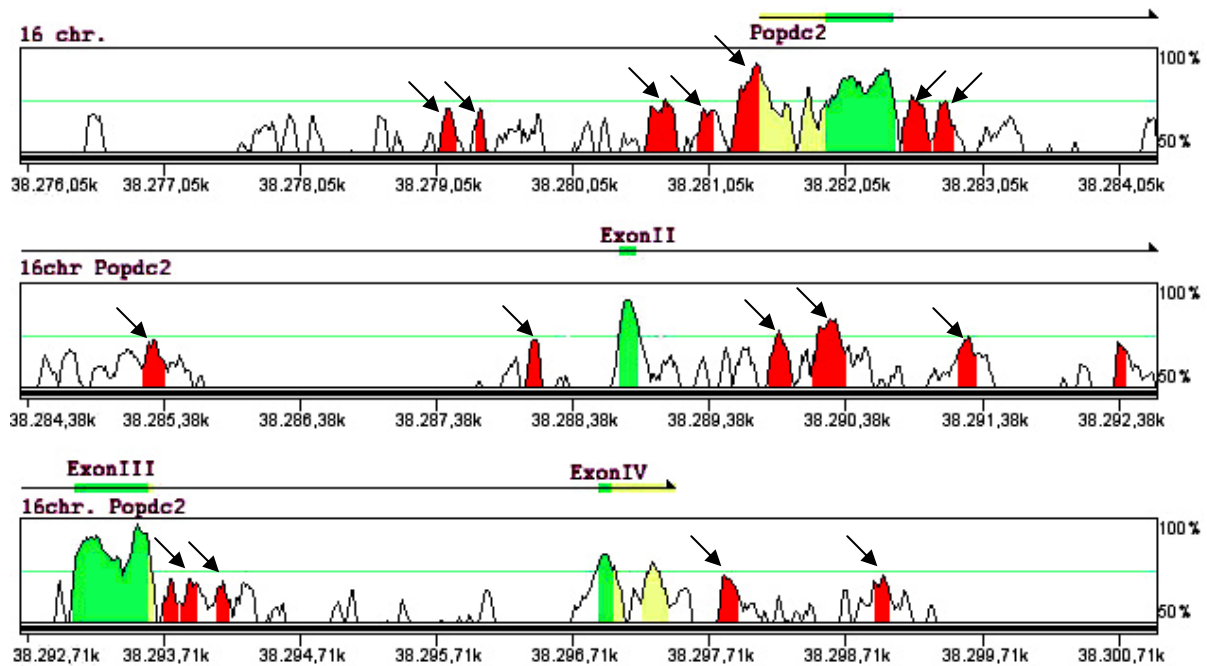 Popdc2
16 chr.
100%
50%
38.276,05k 38.277,05k 38.278,05k 38.279,05k 38.280,05k 38.281,05k 38.282,05k 38.283,05k 38.284,05k
ExonII
16chr Popdc2
100%
50%
38.284,38k 38.285,38k 38.286,38k 38.287,38k 38.288,38k 38.289,38k 38.290,38k 38.291,38k 38.292,38k
ExonIII ExonIV
16chr. Popdc2
100%
50%
38.292,71k 38.293,71k 38.294,71k 38.295,71k 38.296,71k 38.297,71k 38.298,71k 38.299,71k 38.300,71k